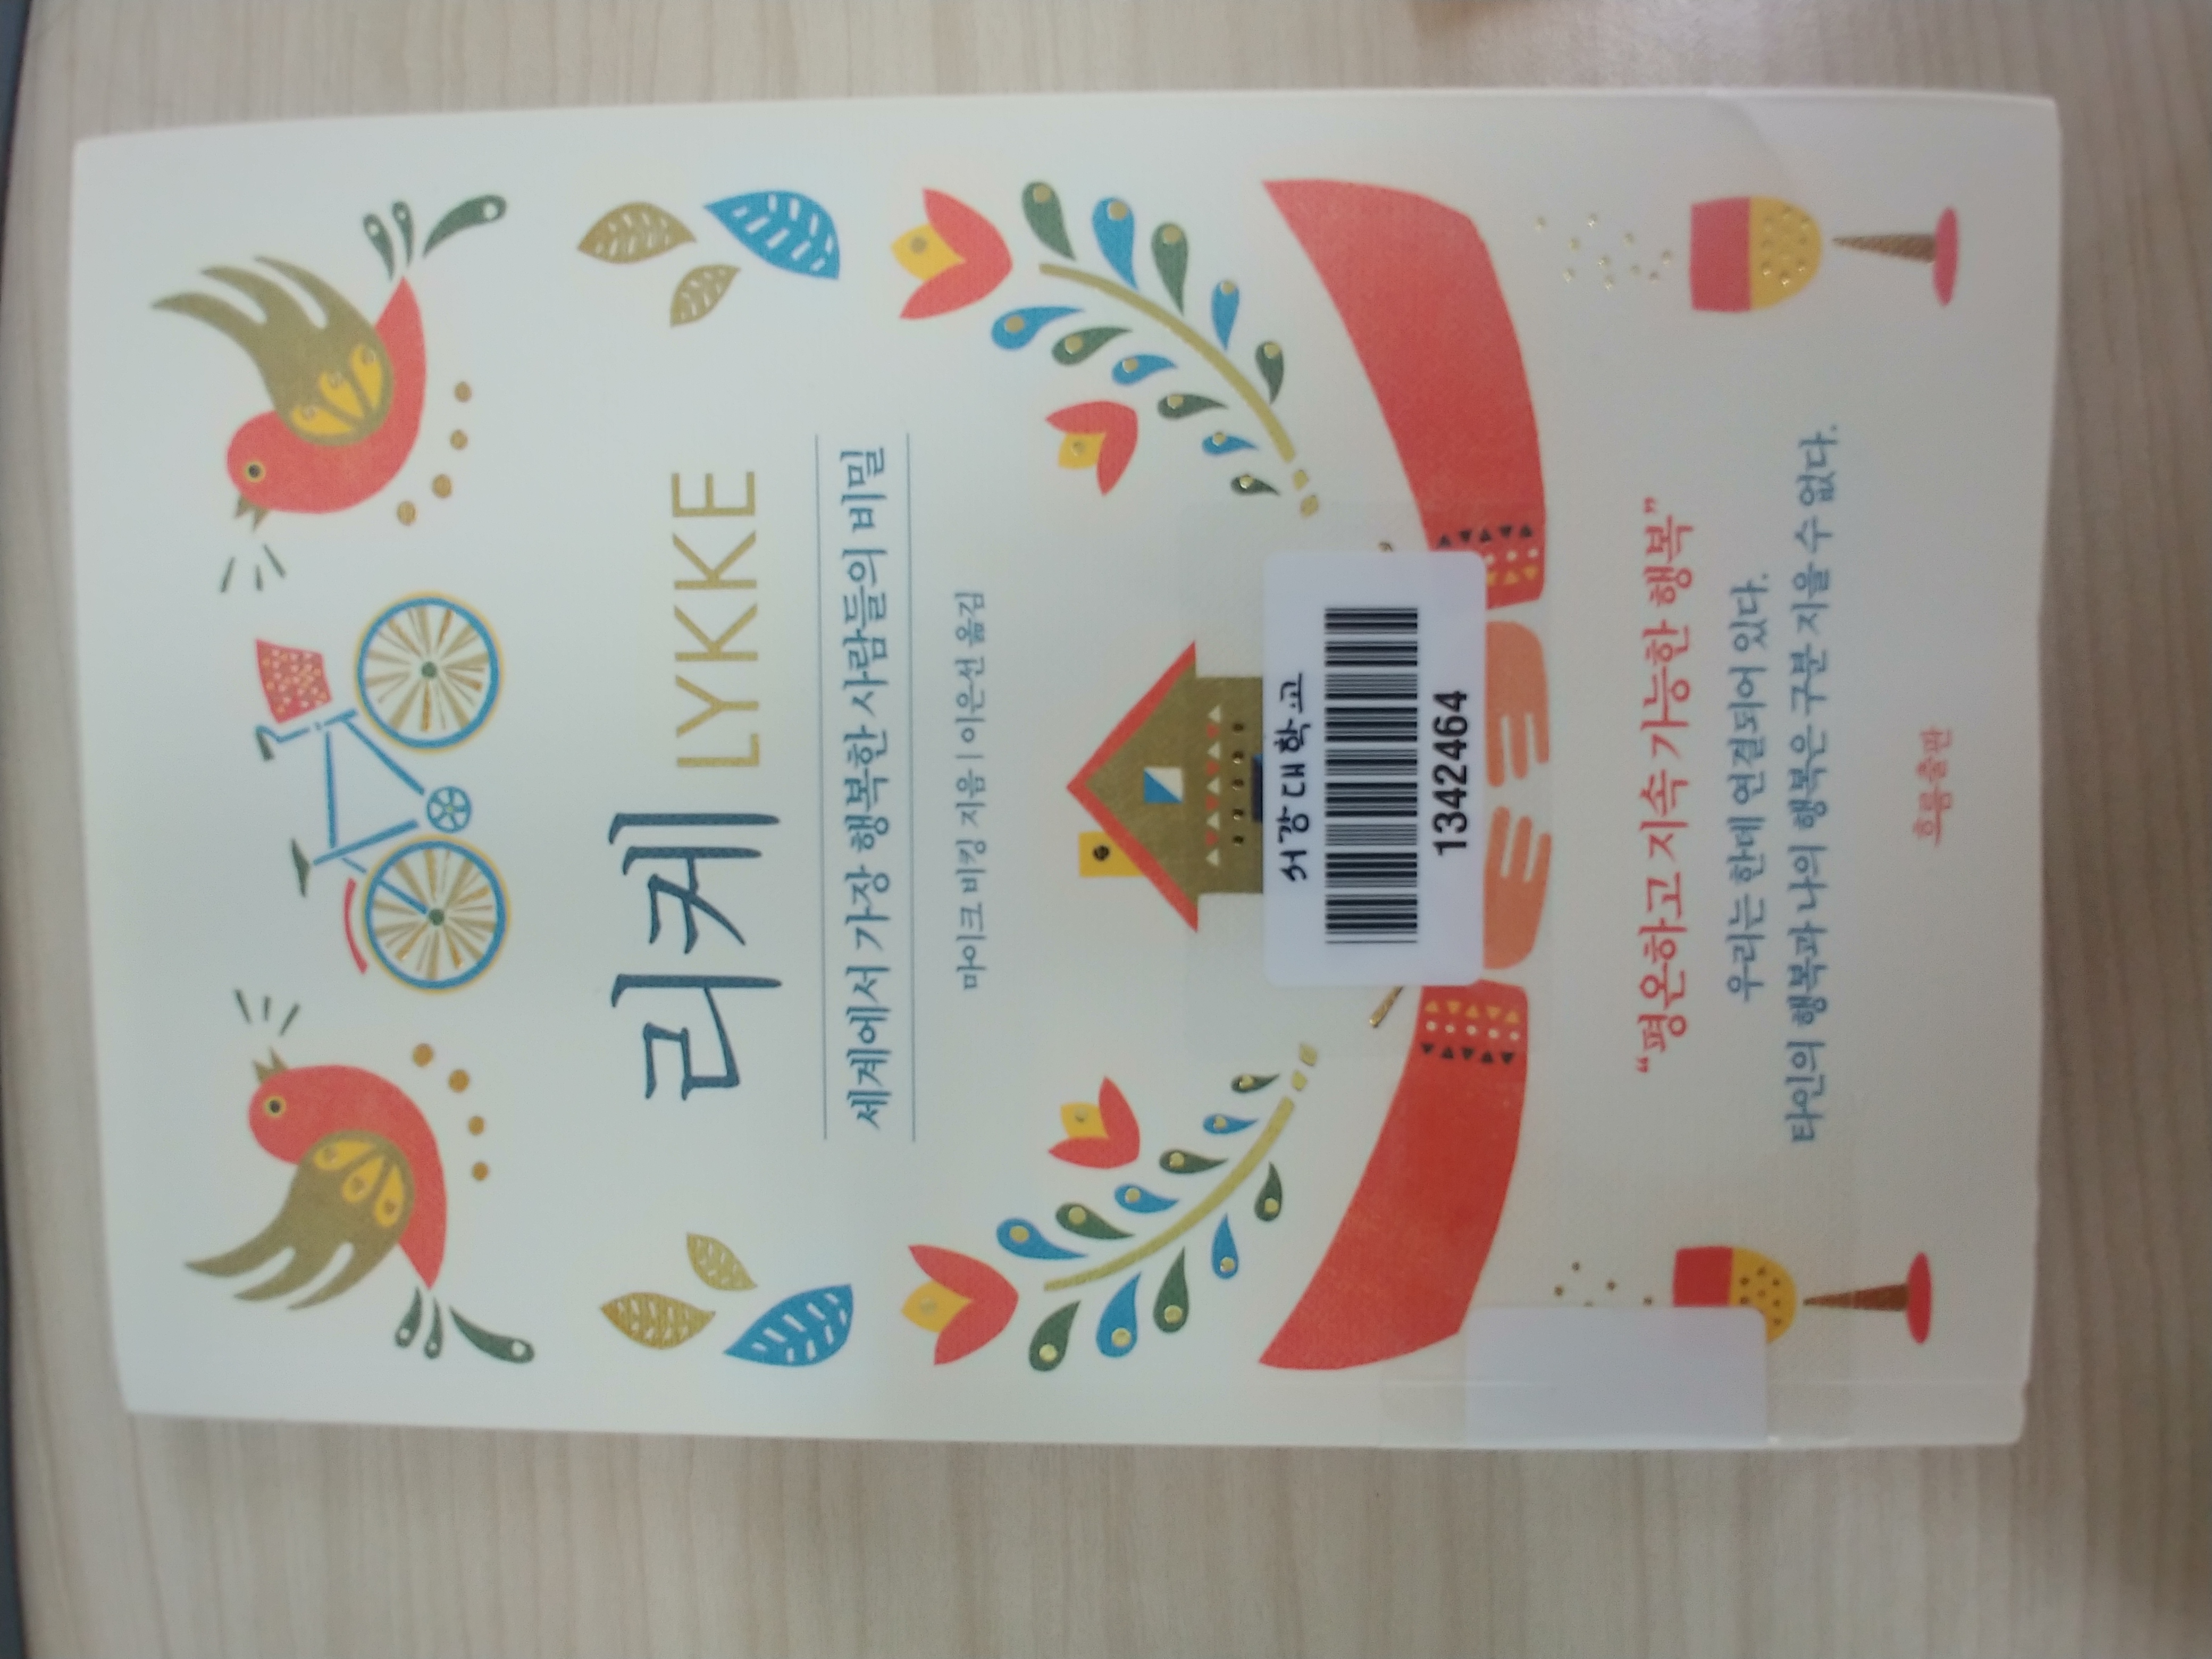 리케 LYKKE
세계에서 가장 행복한 사람들의 비밀
마이크 비킹 지음 | 이은선 옮김
서강대학교
1342464
“평온하고 지속 가능한 행복”
우리는 한데 연결되어 있다.
타인의 행복과 나의 행복은 구분 지을 수 없다.
흐름출판